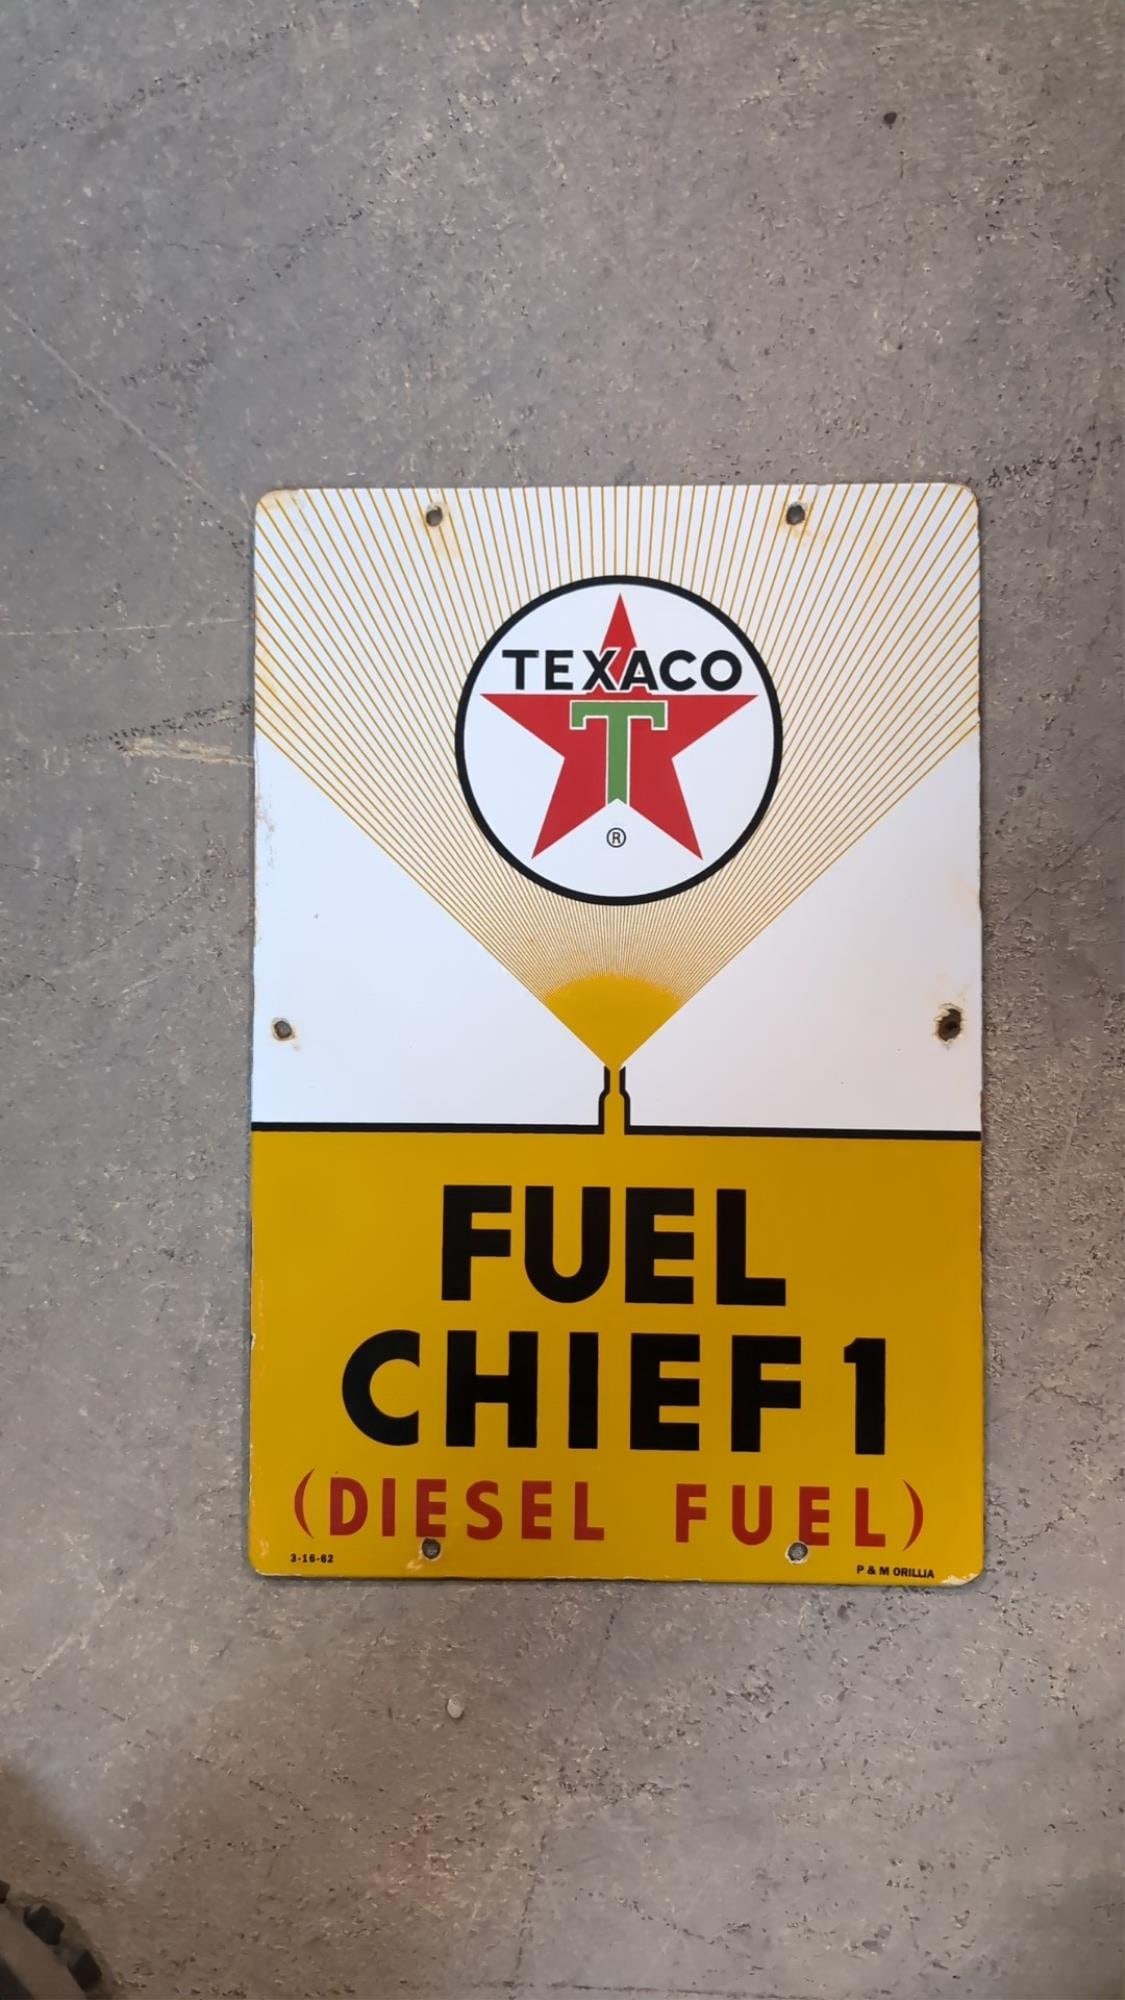 TEXACO
T
®
FUEL
CHIEF 1
(DIESEL FUEL)
3-16-62
P & M ORILLIA